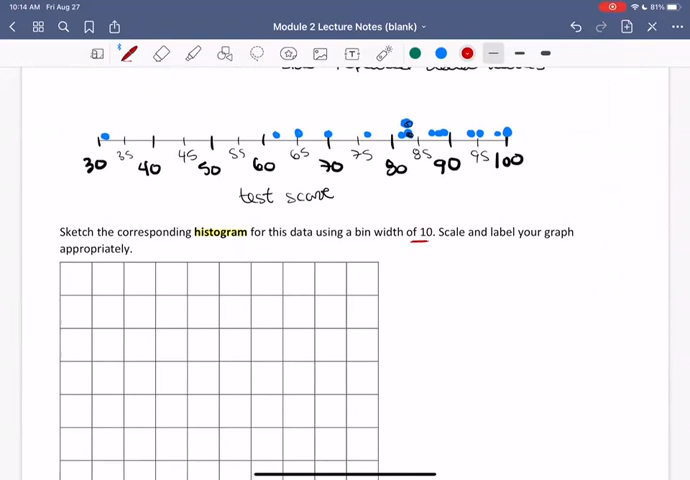 10:14 AM Fri Aug 27
81%
Module 2 Lecture Notes (blank)
30 35 40 45 50 55 60 65 70 75 80 85 90 95 100
test score
Sketch the corresponding histogram for this data using a bin width of 10. Scale and label your graph
appropriately.